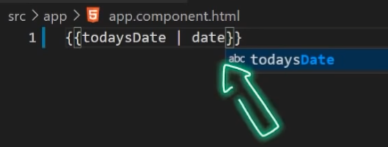 src > app > app.component.html
1 {{todaysDate | date}}
abc todaysDate